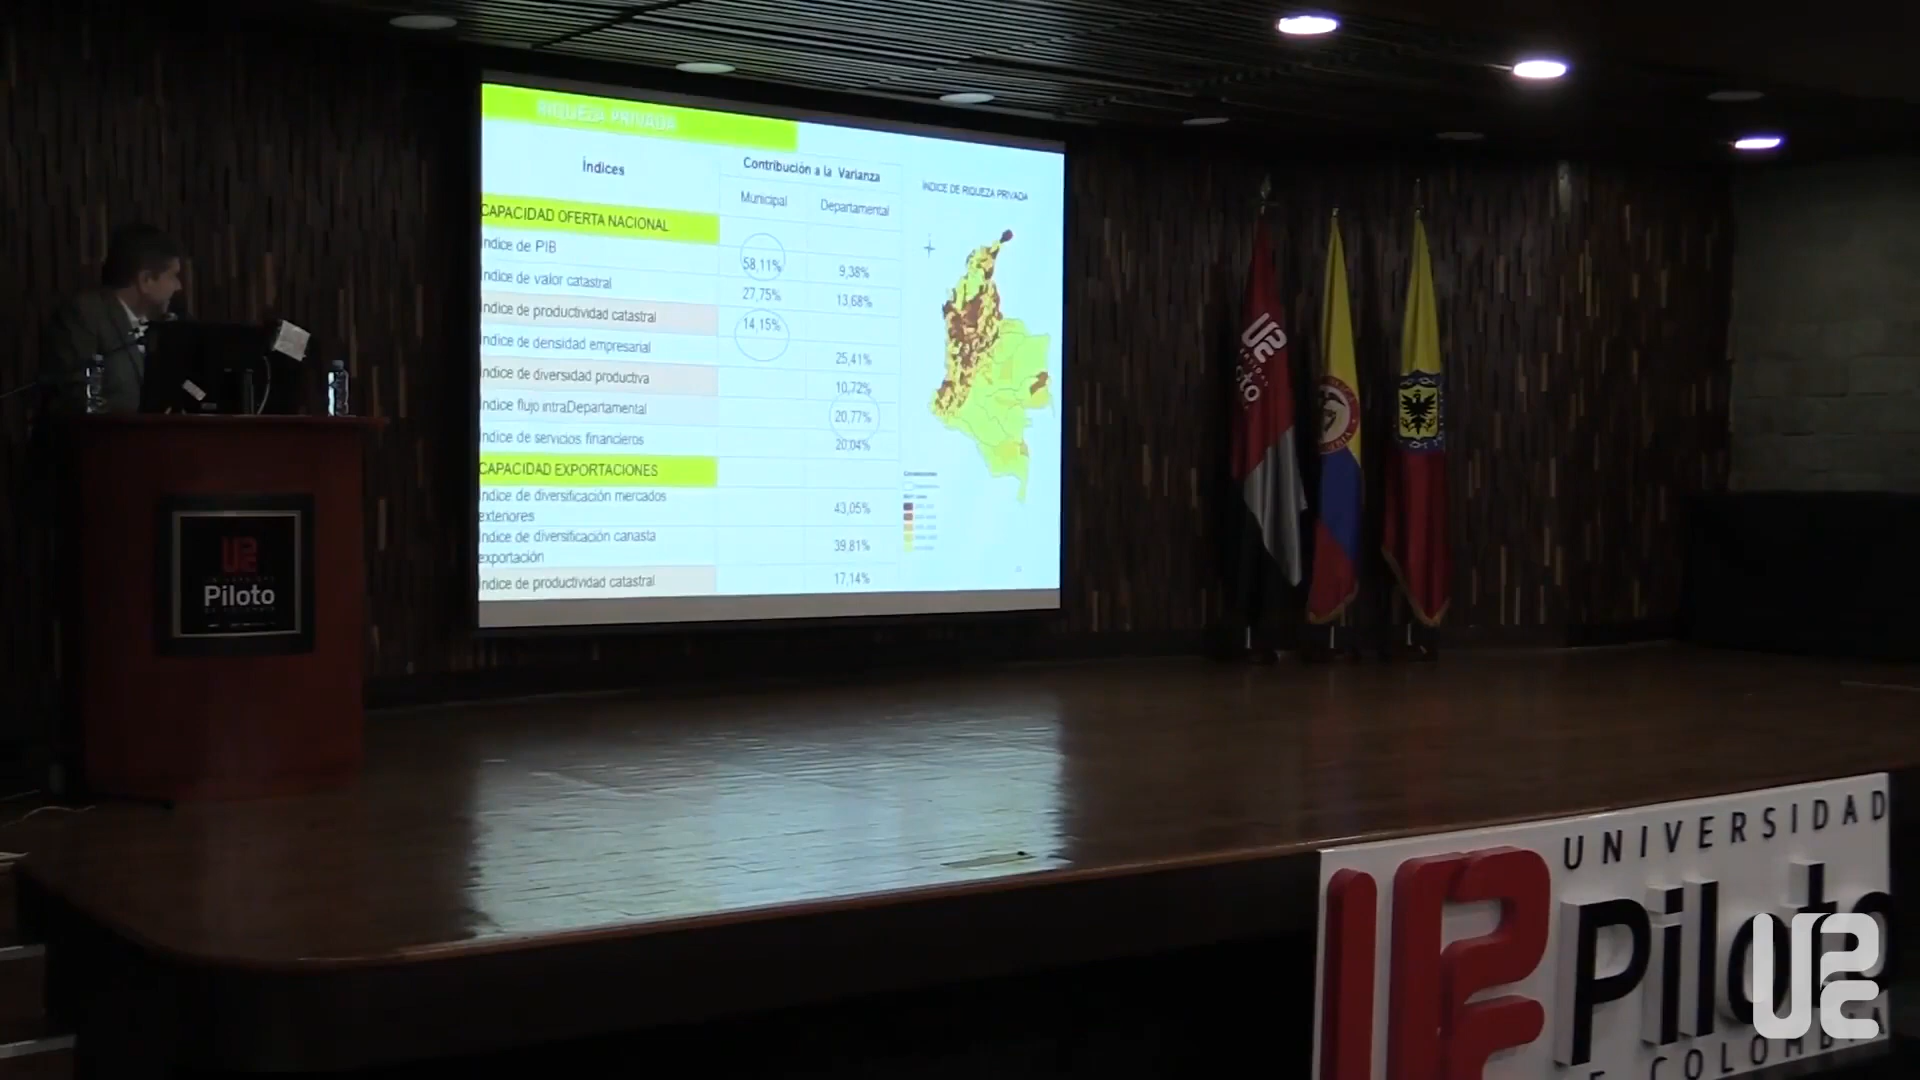 RIQUEZA PRIVADA
Índices
Contribución a la Varianza
Municipal
Departamental
CAPACIDAD OFERTA NACIONAL
Índice de PIB
58,11%
9,38%
Índice de valor catastral
27,75%
13,68%
Índice de productividad catastral
14,15%
Índice de densidad empresarial
25,41%
Índice de diversidad productiva
10,72%
Índice flujo intraDepartamental
20,77%
Índice de servicios financieros
20,04%
CAPACIDAD EXPORTACIONES
Índice de diversificación mercados
exteriores
43,05%
Índice de diversificación canasta
exportación
39,81%
Índice de productividad catastral
17,14%
ÍNDICE DE RIQUEZA PRIVADA
Piloto
UNIVERSIDAD
Piloto
DE COLOMBIA